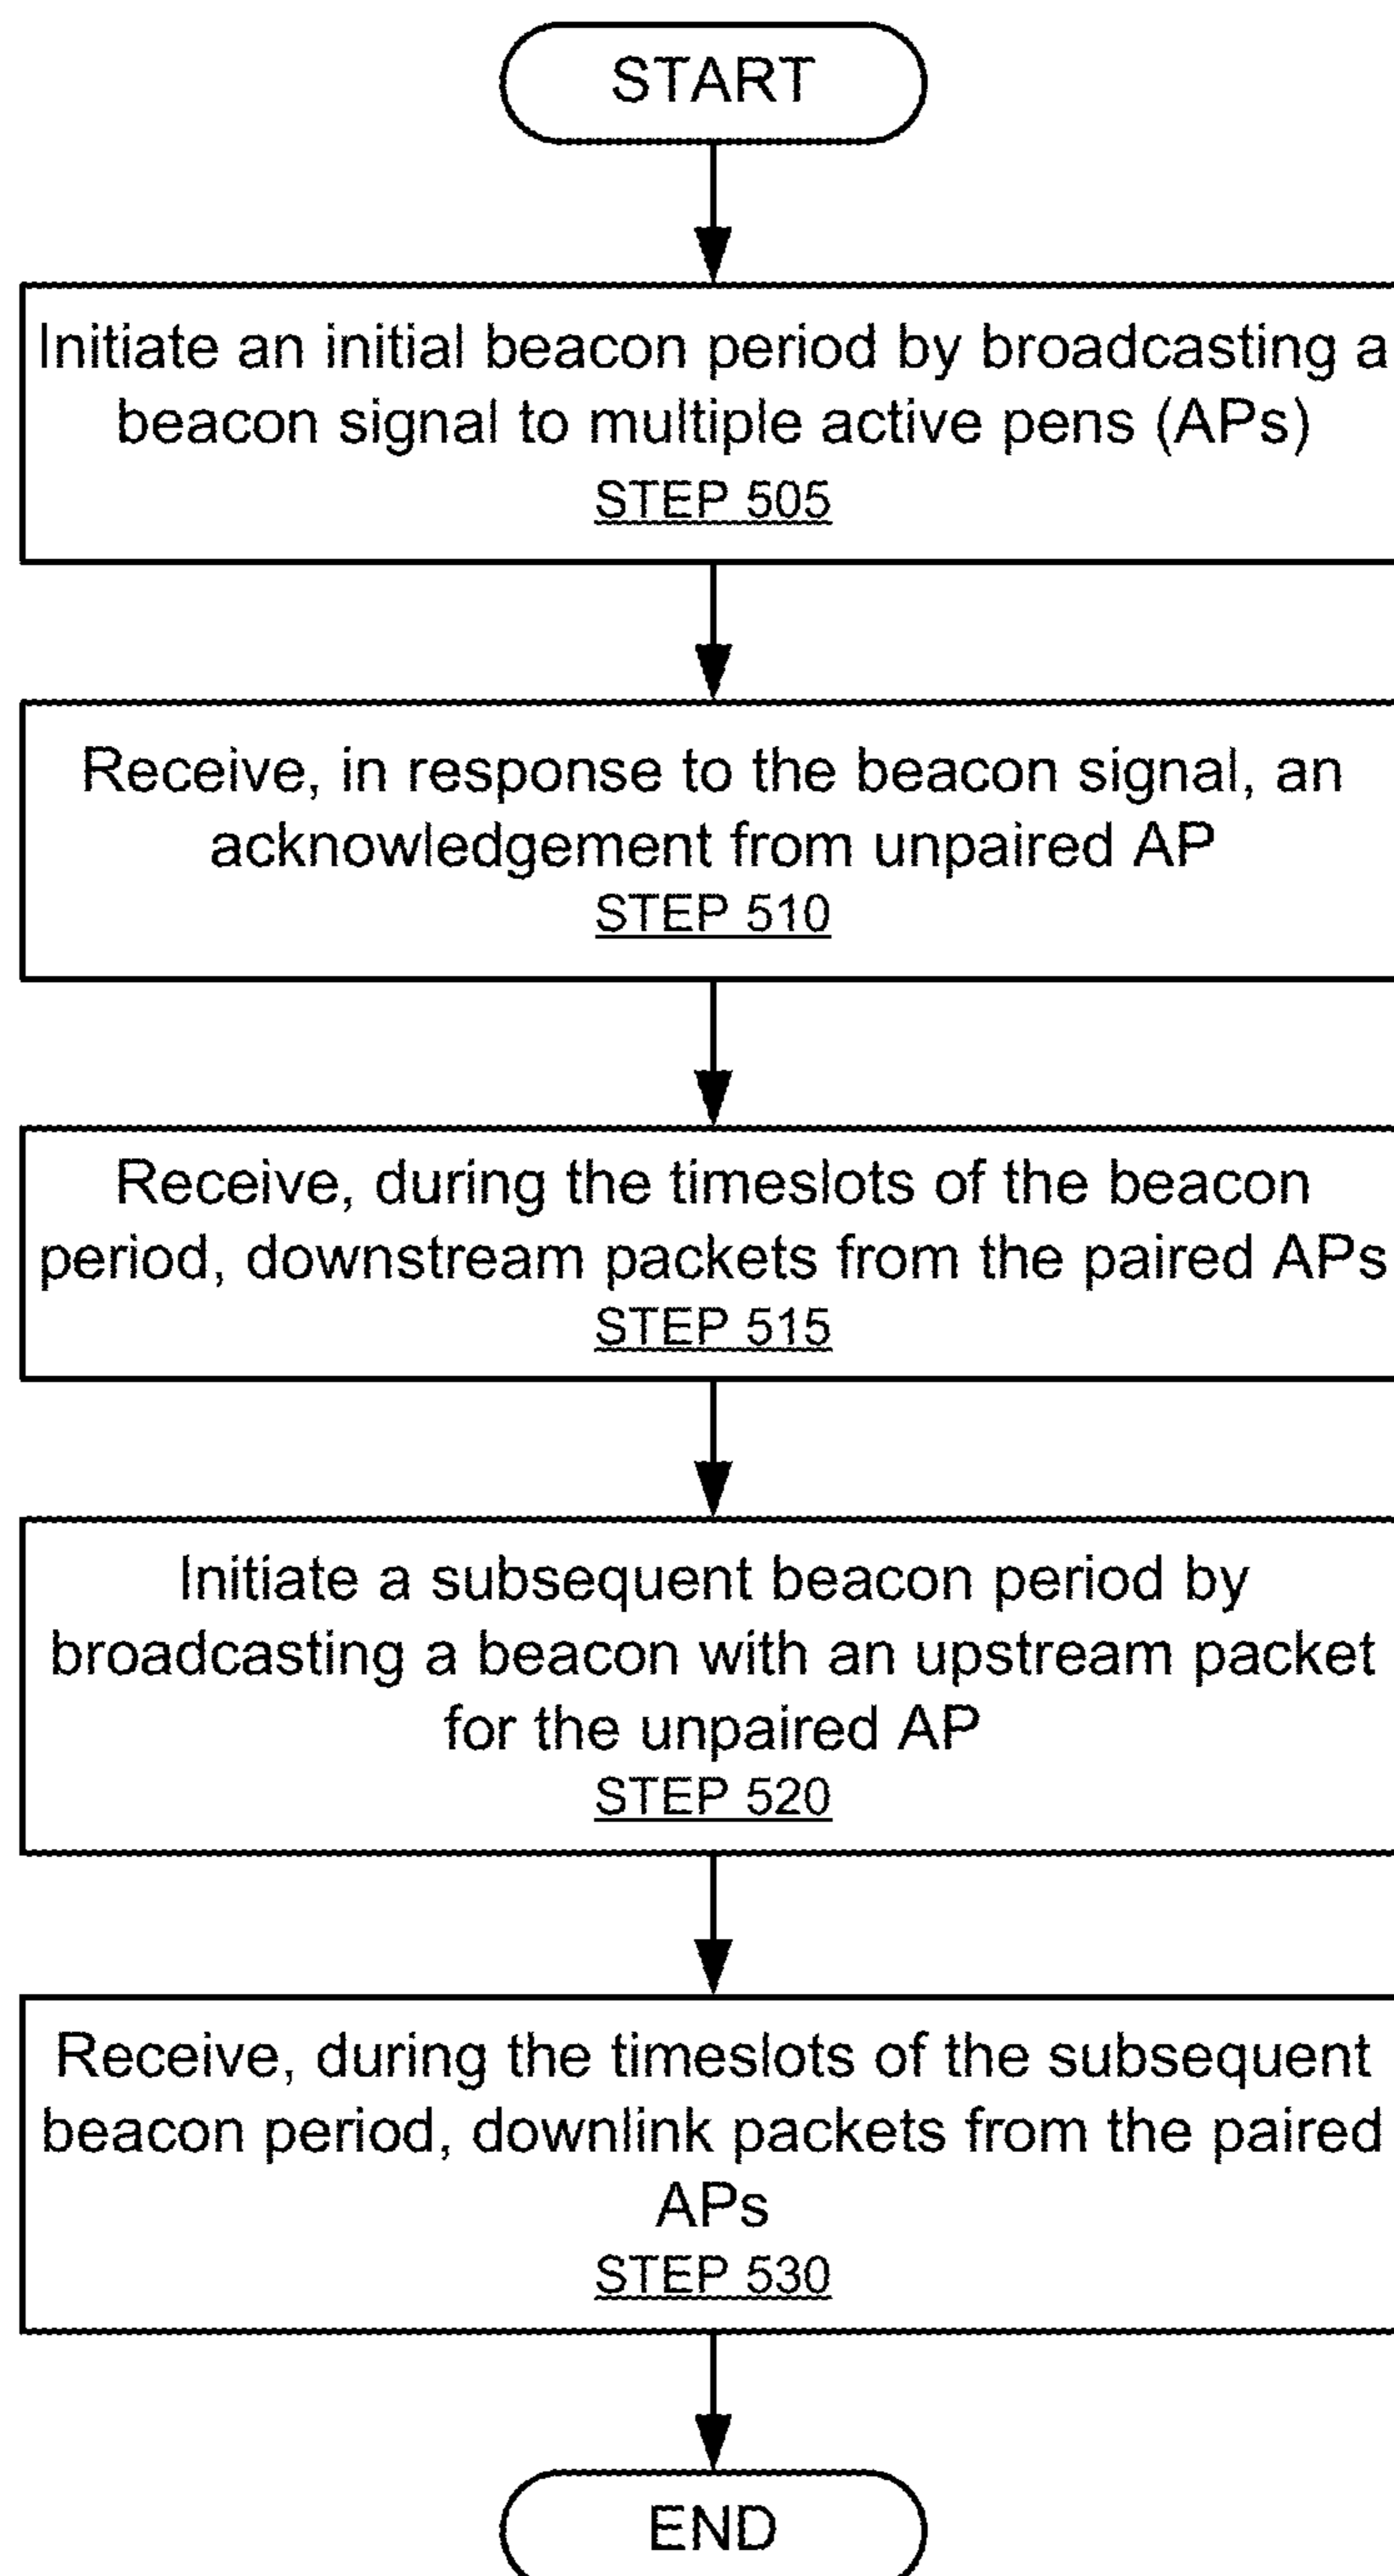 START
Initiate an initial beacon period by broadcasting a
beacon signal to multiple active pens (APs)
STEP 505
Receive, in response to the beacon signal, an
acknowledgement from unpaired AP
STEP 510
Receive, during the timeslots of the beacon
period, downstream packets from the paired APs
STEP 515
Initiate a subsequent beacon period by
broadcasting a beacon with an upstream packet
for the unpaired AP
STEP 520
Receive, during the timeslots of the subsequent
beacon period, downlink packets from the paired
APs
STEP 530
END